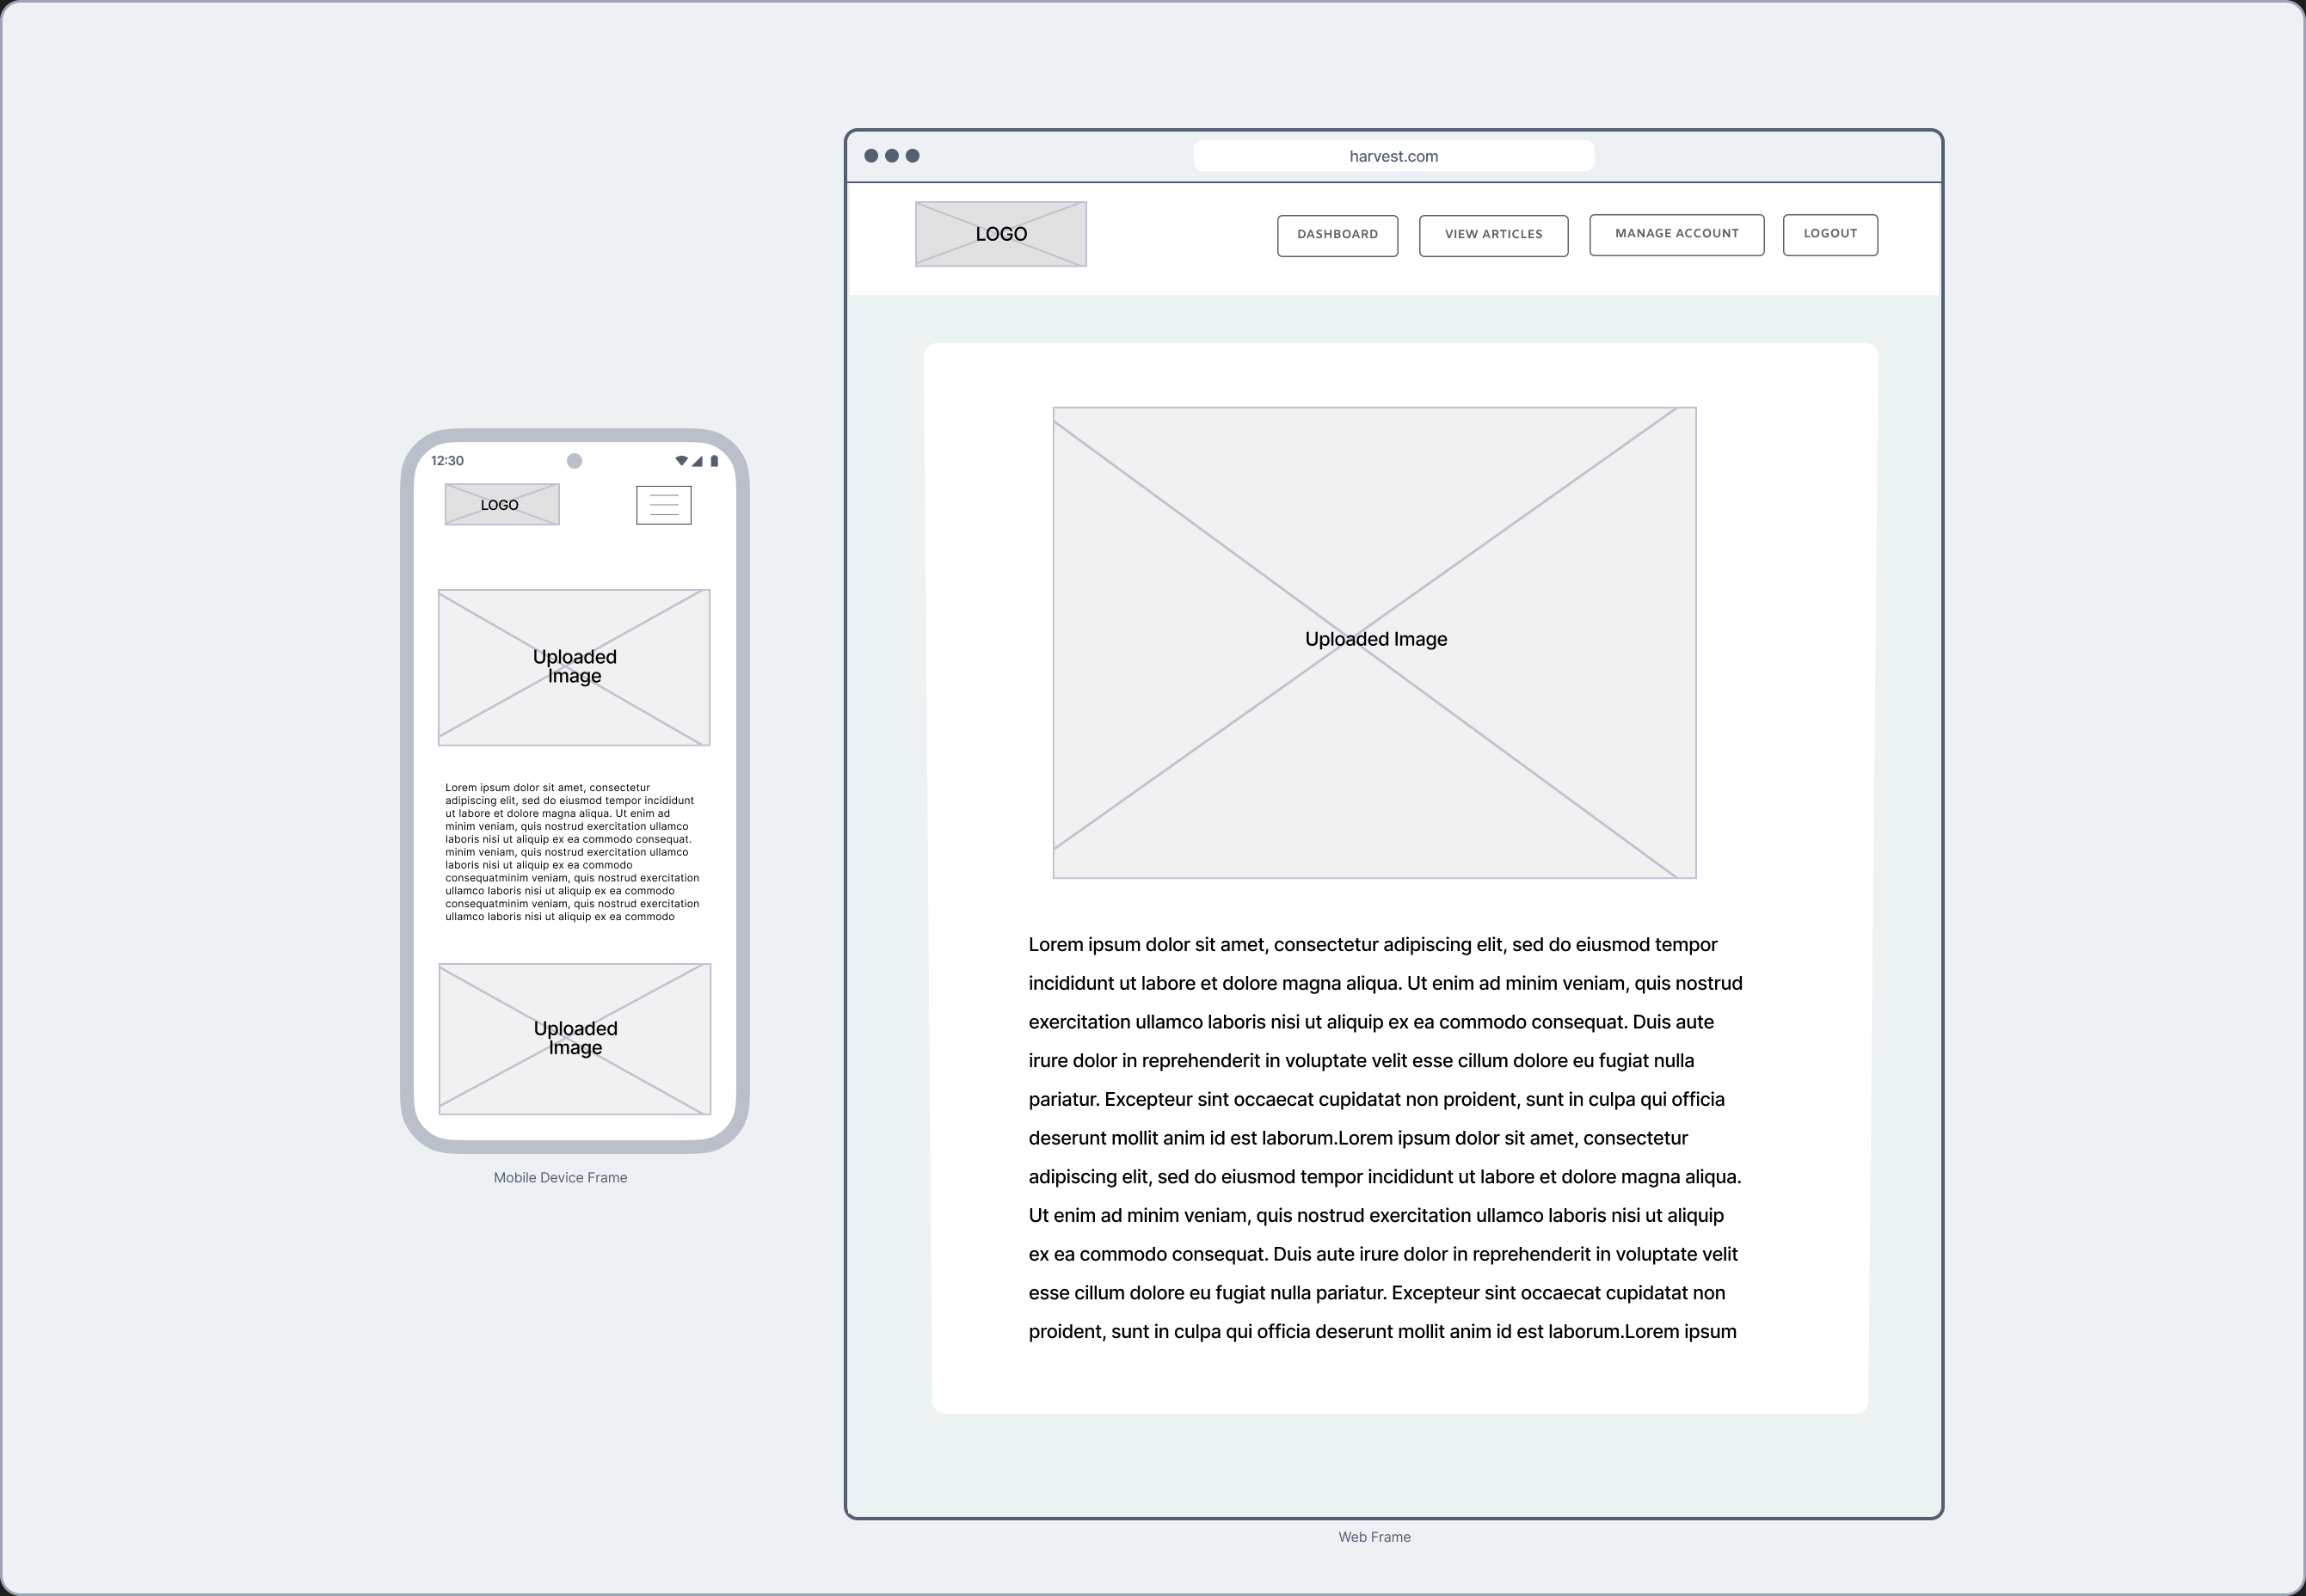 12:30
LOGO
Uploaded
Image
Lorem ipsum dolor sit amet, consectetur
adipiscing elit, sed do eiusmod tempor incididunt
ut labore et dolore magna aliqua. Ut enim ad
minim veniam, quis nostrud exercitation ullamco
laboris nisi ut aliquip ex ea commodo consequat.
minim veniam, quis nostrud exercitation ullamco
laboris nisi ut aliquip ex ea commodo
consequatminim veniam, quis nostrud exercitation
ullamco laboris nisi ut aliquip ex ea commodo
consequatminim veniam, quis nostrud exercitation
ullamco laboris nisi ut aliquip ex ea commodo
Uploaded
Image
Mobile Device Frame
harvest.com
LOGO
DASHBOARD
VIEW ARTICLES
MANAGE ACCOUNT
LOGOUT
Uploaded Image
Lorem ipsum dolor sit amet, consectetur adipiscing elit, sed do eiusmod tempor
incididunt ut labore et dolore magna aliqua. Ut enim ad minim veniam, quis nostrud
exercitation ullamco laboris nisi ut aliquip ex ea commodo consequat. Duis aute
irure dolor in reprehenderit in voluptate velit esse cillum dolore eu fugiat nulla
pariatur. Excepteur sint occaecat cupidatat non proident, sunt in culpa qui officia
deserunt mollit anim id est laborum.Lorem ipsum dolor sit amet, consectetur
adipiscing elit, sed do eiusmod tempor incididunt ut labore et dolore magna aliqua.
Ut enim ad minim veniam, quis nostrud exercitation ullamco laboris nisi ut aliquip
ex ea commodo consequat. Duis aute irure dolor in reprehenderit in voluptate velit
esse cillum dolore eu fugiat nulla pariatur. Excepteur sint occaecat cupidatat non
proident, sunt in culpa qui officia deserunt mollit anim id est laborum.Lorem ipsum
Web Frame